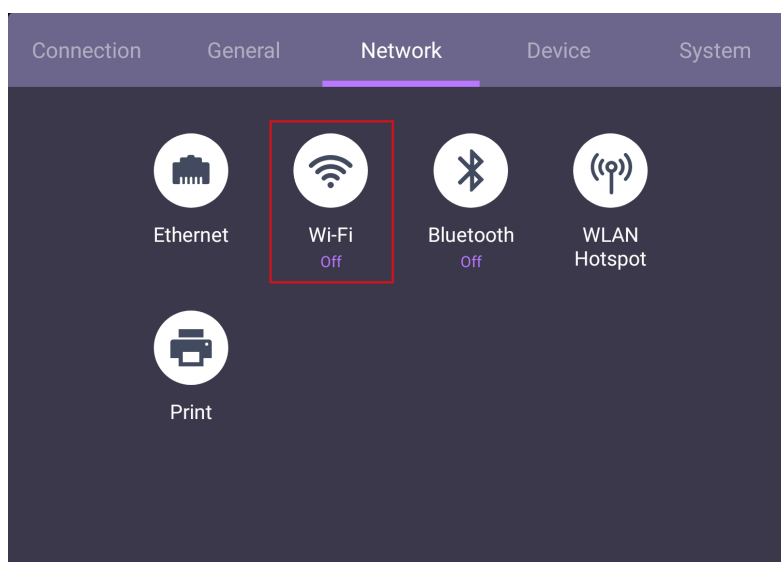 Connection General Network Device System
Ethernet Wi-Fi Bluetooth WLAN
Off Off Hotspot
Print